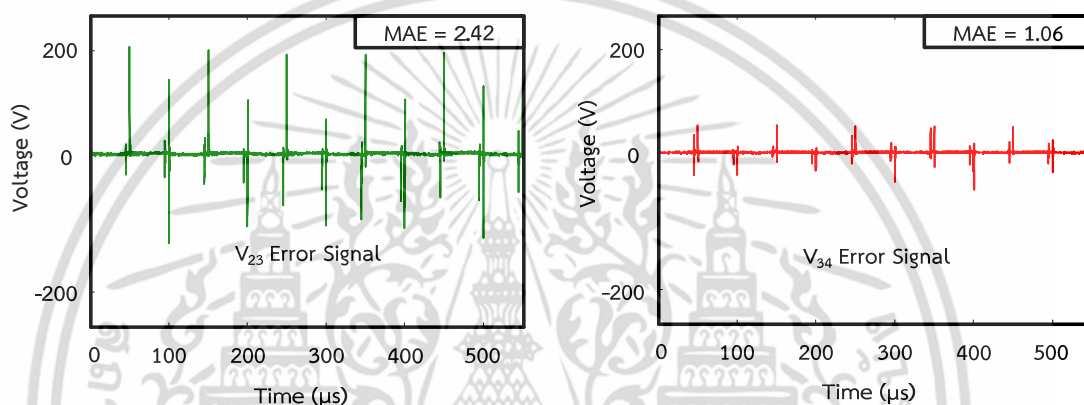 MAE = 2.42
200
0
-200
Voltage (V)
V₂₃ Error Signal
0 100 200 300 400 500
Time (µs)
MAE = 1.06
200
0
-200
Voltage (V)
V₃₄ Error Signal
0 100 200 300 400 500
Time (µs)